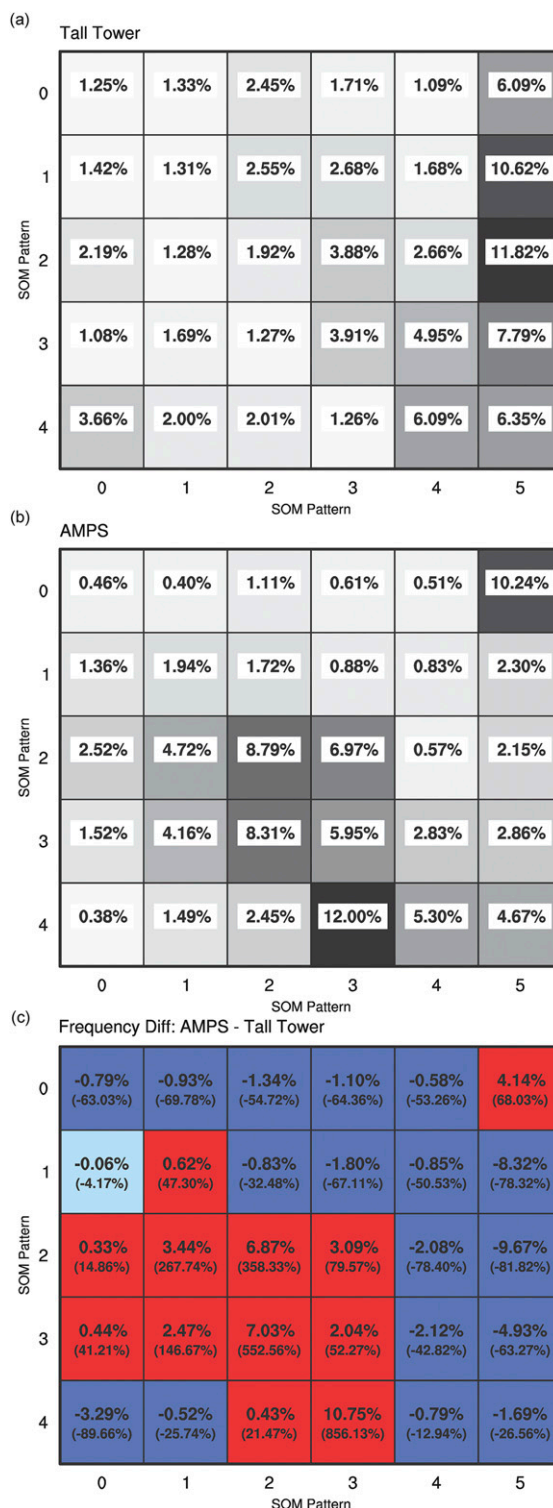 (a)
Tall Tower
0 1.25% 1.33% 2.45% 1.71% 1.09% 6.09%
1 1.42% 1.31% 2.55% 2.68% 1.68% 10.62%
SOM Pattern
2 2.19% 1.28% 1.92% 3.88% 2.66% 11.82%
3 1.08% 1.69% 1.27% 3.91% 4.95% 7.79%
4 3.66% 2.00% 2.01% 1.26% 6.09% 6.35%
0 1 2 3 4 5
SOM Pattern
(b)
AMPS
0 0.46% 0.40% 1.11% 0.61% 0.51% 10.24%
1 1.36% 1.94% 1.72% 0.88% 0.83% 2.30%
SOM Pattern
2 2.52% 4.72% 8.79% 6.97% 0.57% 2.15%
3 1.52% 4.16% 8.31% 5.95% 2.83% 2.86%
4 0.38% 1.49% 2.45% 12.00% 5.30% 4.67%
0 1 2 3 4 5
SOM Pattern
(c)
Frequency Diff: AMPS - Tall Tower
0 -0.79% -0.93% -1.34% -1.10% -0.58% 4.14%
(-63.03%) (-69.78%) (-54.72%) (-64.36%) (-53.26%) (68.03%)
1 -0.06% 0.62% -0.83% -1.80% -0.85% -8.32%
(-4.17%) (47.30%) (-32.48%) (-67.11%) (-50.53%) (-78.32%)
SOM Pattern
2 0.33% 3.44% 6.87% 3.09% -2.08% -9.67%
(14.86%) (267.74%) (358.33%) (79.57%) (-78.40%) (-81.82%)
3 0.44% 2.47% 7.03% 2.04% -2.12% -4.93%
(41.21%) (146.67%) (552.56%) (52.27%) (-42.82%) (-63.27%)
4 -3.29% -0.52% 0.43% 10.75% -0.79% -1.69%
(-89.66%) (-25.74%) (21.47%) (856.13%) (-12.94%) (-26.56%)
0 1 2 3 4 5
SOM Pattern